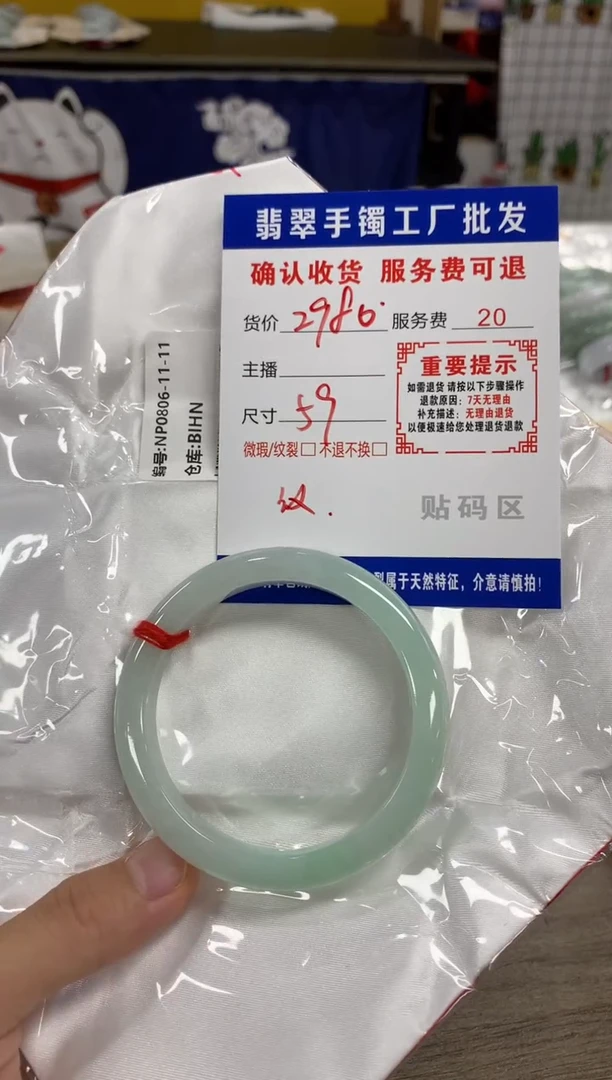 翡翠手镯工厂批发
确认收货 服务费可退
货价 2980 服务费 20
主播
尺寸 59
微瑕/纹裂□ 不退不换□
纹.
重要提示
如需退货 请按以下步骤操作
退款原因：7天无理由
补充描述：无理由退货
以便极速给您处理退货退款
贴码区
属于天然特征，介意请慎拍！
编号:NP0806-11-11
仓库:BIHN